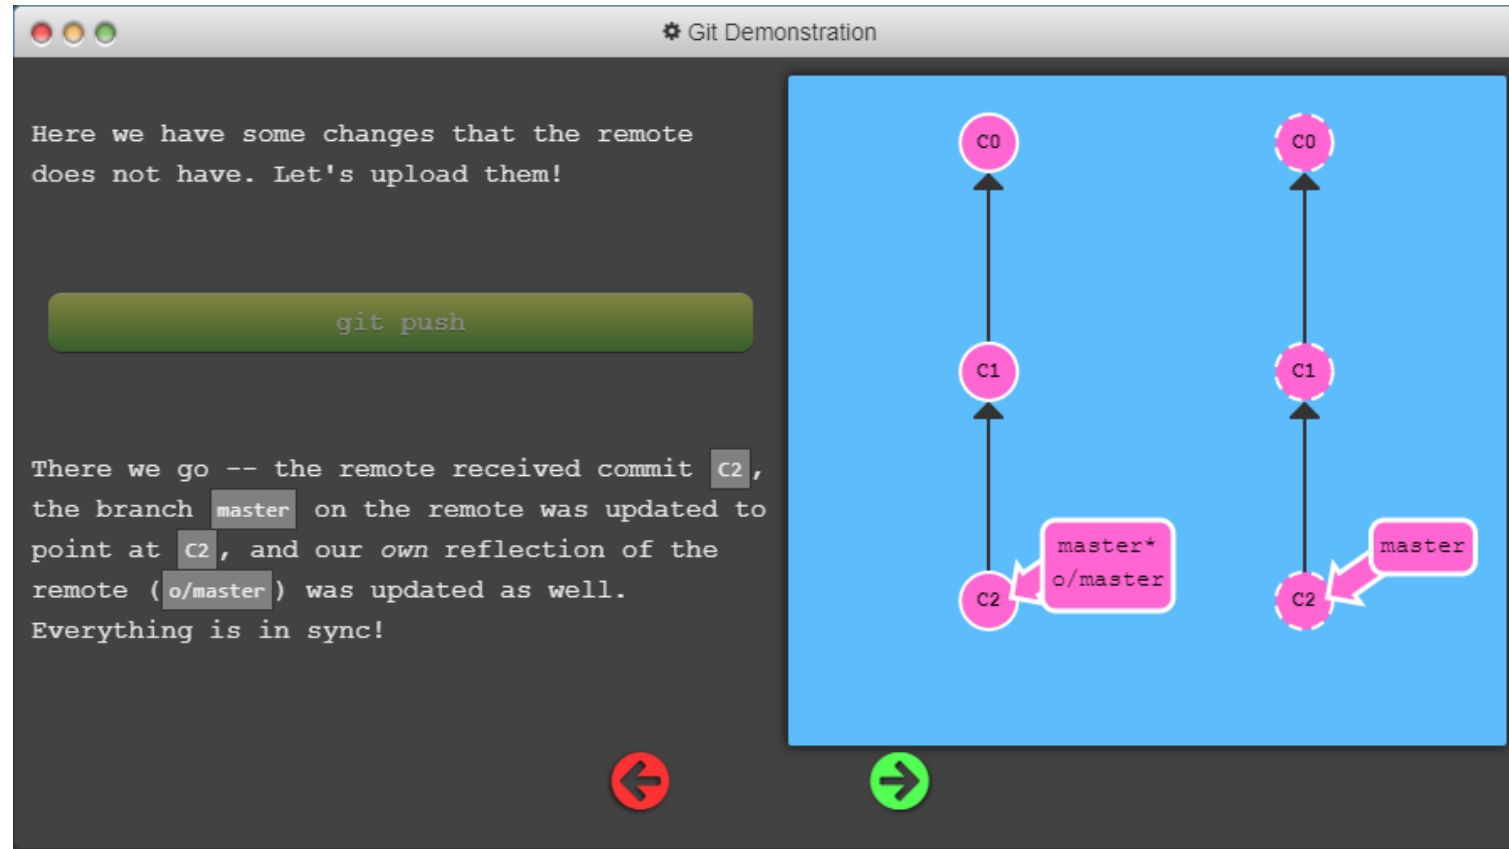 Git Demonstration
Here we have some changes that the remote
does not have. Let's upload them!
git push
There we go -- the remote received commit C2,
the branch master on the remote was updated to
point at C2, and our own reflection of the
remote (o/master) was updated as well.
Everything is in sync!
C0
C1
C2
master*
o/master
C0
C1
C2
master